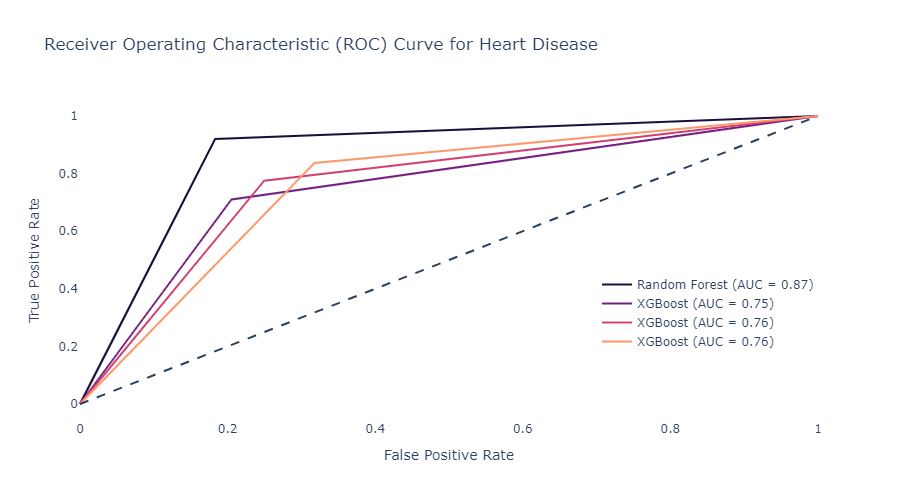 Receiver Operating Characteristic (ROC) Curve for Heart Disease
True Positive Rate
1
0.8
0.6
0.4
0.2
0
Random Forest (AUC = 0.87)
XGBoost (AUC = 0.75)
XGBoost (AUC = 0.76)
XGBoost (AUC = 0.76)
0 0.2 0.4 0.6 0.8 1
False Positive Rate